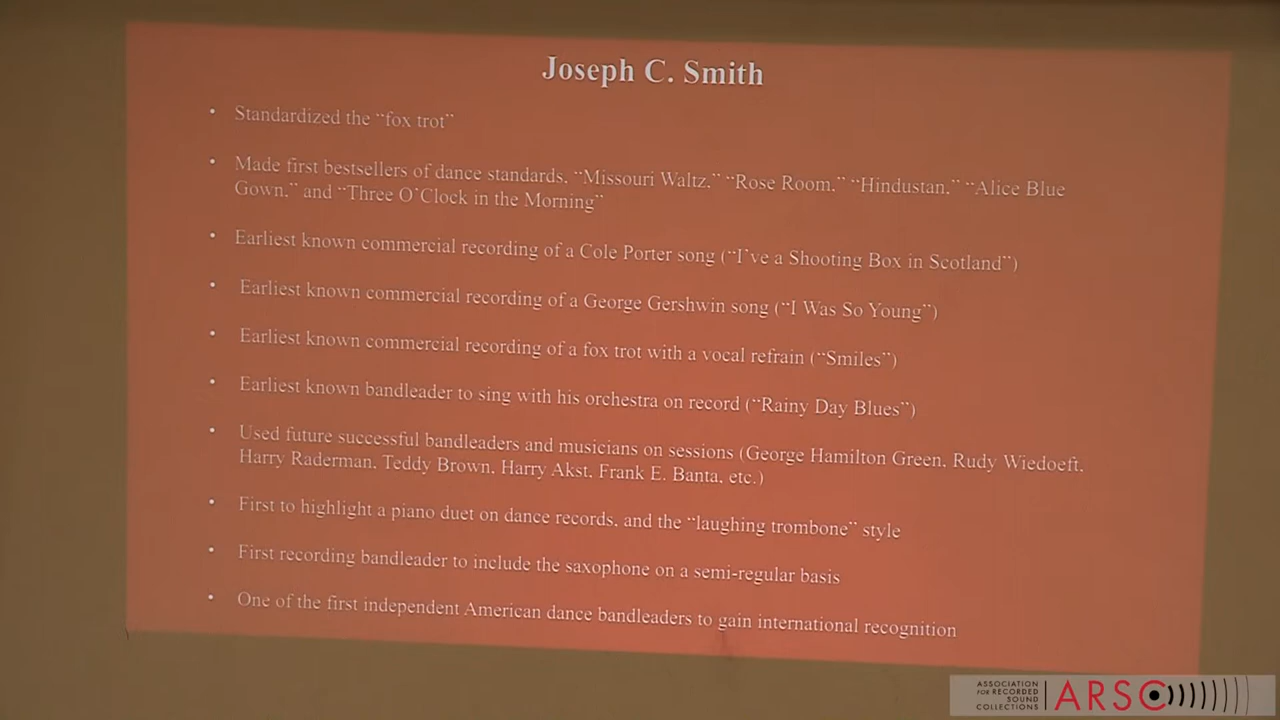 Joseph C. Smith
• Standardized the “fox trot”
• Made first bestsellers of dance standards, “Missouri Waltz,” “Rose Room,” “Hindustan,” “Alice Blue
Gown,” and “Three O’Clock in the Morning”
• Earliest known commercial recording of a Cole Porter song (“I’ve a Shooting Box in Scotland”)
• Earliest known commercial recording of a George Gershwin song (“I Was So Young”)
• Earliest known commercial recording of a fox trot with a vocal refrain (“Smiles”)
• Earliest known bandleader to sing with his orchestra on record (“Rainy Day Blues”)
• Used future successful bandleaders and musicians on sessions (George Hamilton Green, Rudy Wiedoeft,
Harry Raderman, Teddy Brown, Harry Akst, Frank E. Banta, etc.)
• First to highlight a piano duet on dance records, and the “laughing trombone” style
• First recording bandleader to include the saxophone on a semi-regular basis
• One of the first independent American dance bandleaders to gain international recognition
ASSOCIATION
FOR RECORDED
SOUND
COLLECTIONS
ARSC